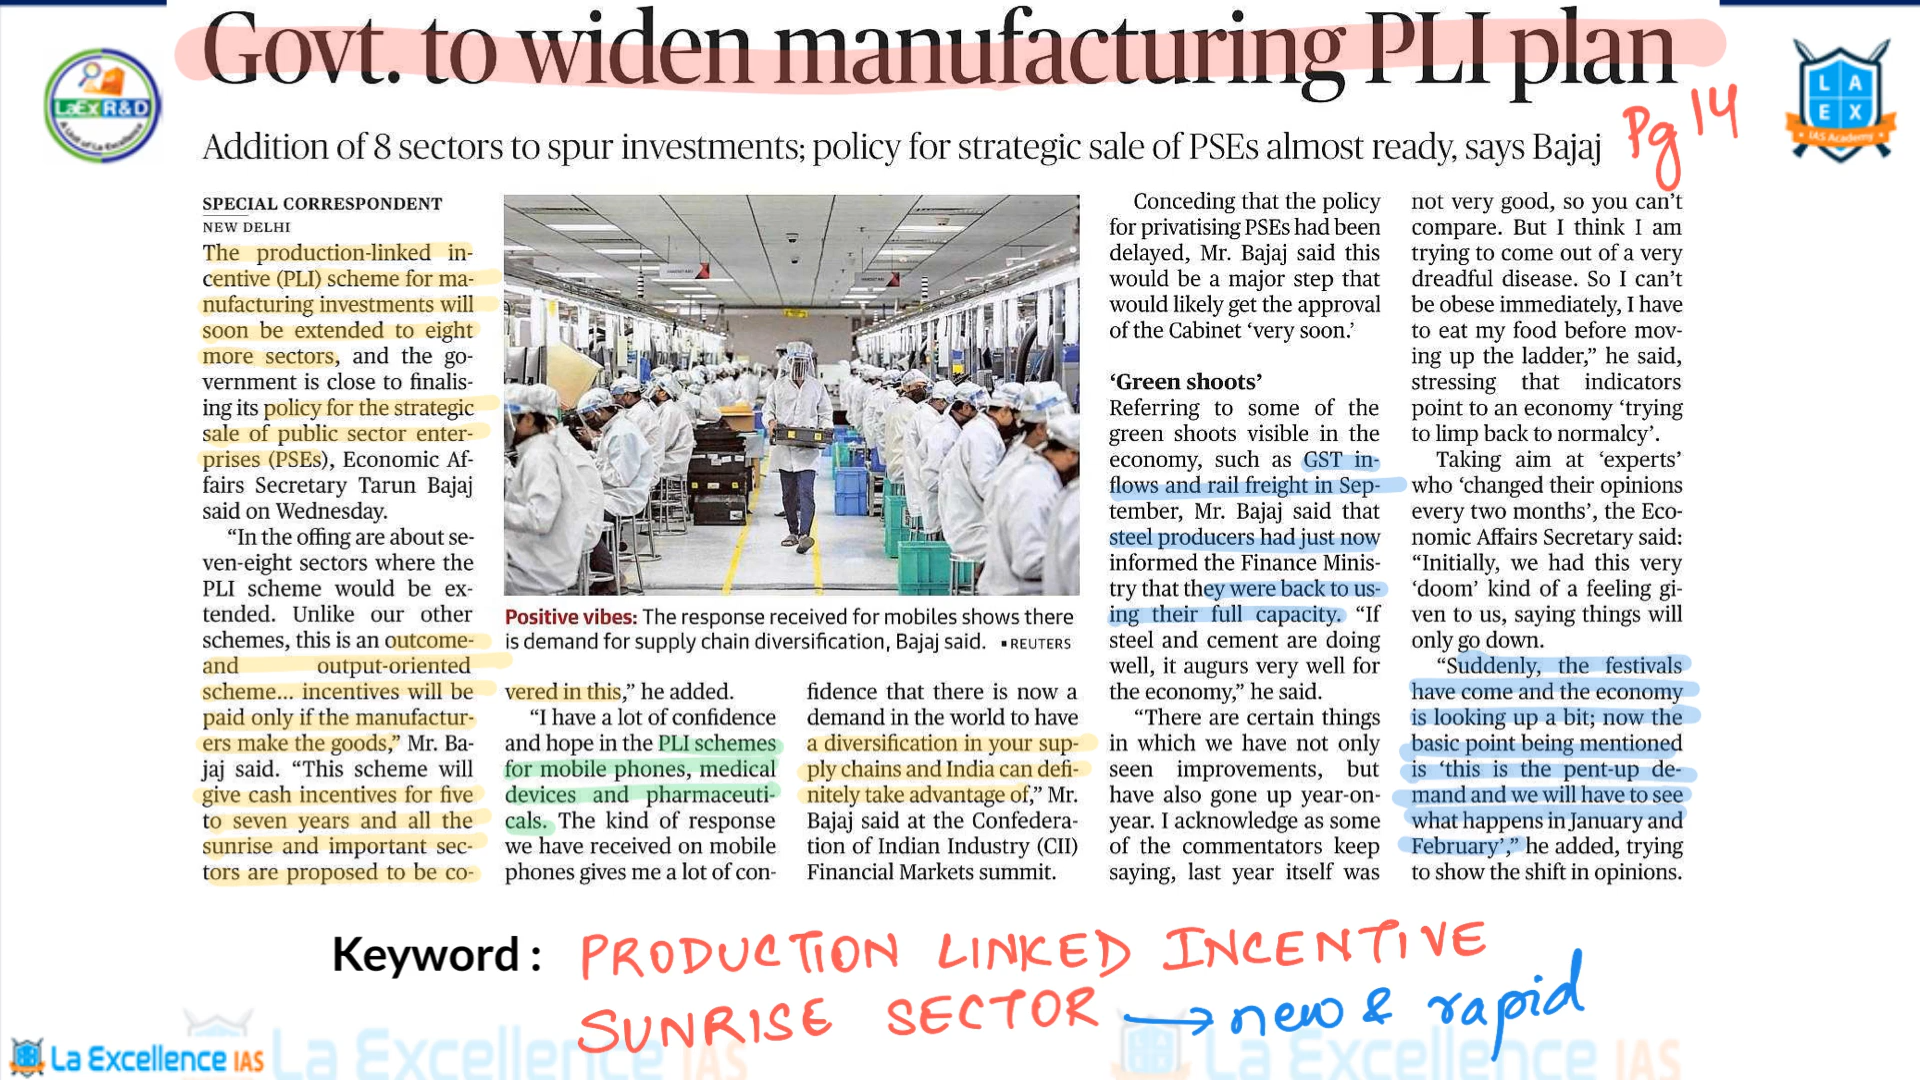 Govt. to widen manufacturing PLI plan
Pg 14
Addition of 8 sectors to spur investments; policy for strategic sale of PSEs almost ready, says Bajaj
LaEx R&D
A Unit of La Excellence
L A
E X
IAS Academy
SPECIAL CORRESPONDENT
NEW DELHI
The production-linked in-
centive (PLI) scheme for ma-
nufacturing investments will
soon be extended to eight
more sectors, and the go-
vernment is close to finalis-
ing its policy for the strategic
sale of public sector enter-
prises (PSEs), Economic Af-
fairs Secretary Tarun Bajaj
said on Wednesday.
“In the offing are about se-
ven-eight sectors where the
PLI scheme would be ex-
tended. Unlike our other
schemes, this is an outcome-
and output-oriented
scheme... incentives will be
paid only if the manufactur-
ers make the goods,” Mr. Ba-
jaj said. “This scheme will
give cash incentives for five
to seven years and all the
sunrise and important sec-
tors are proposed to be co-
Positive vibes: The response received for mobiles shows there
is demand for supply chain diversification, Bajaj said. ▪REUTERS
vered in this,” he added.
“I have a lot of confidence
and hope in the PLI schemes
for mobile phones, medical
devices and pharmaceuti-
cals. The kind of response
we have received on mobile
phones gives me a lot of con-
fidence that there is now a
demand in the world to have
a diversification in your sup-
ply chains and India can defi-
nitely take advantage of,” Mr.
Bajaj said at the Confedera-
tion of Indian Industry (CII)
Financial Markets summit.
Conceding that the policy
for privatising PSEs had been
delayed, Mr. Bajaj said this
would be a major step that
would likely get the approval
of the Cabinet ‘very soon.’
‘Green shoots’
Referring to some of the
green shoots visible in the
economy, such as GST in-
flows and rail freight in Sep-
tember, Mr. Bajaj said that
steel producers had just now
informed the Finance Minis-
try that they were back to us-
ing their full capacity. “If
steel and cement are doing
well, it augurs very well for
the economy,” he said.
“There are certain things
in which we have not only
seen improvements, but
have also gone up year-on-
year. I acknowledge as some
of the commentators keep
saying, last year itself was
not very good, so you can’t
compare. But I think I am
trying to come out of a very
dreadful disease. So I can’t
be obese immediately, I have
to eat my food before mov-
ing up the ladder,” he said,
stressing that indicators
point to an economy ‘trying
to limp back to normalcy’.
Taking aim at ‘experts’
who ‘changed their opinions
every two months’, the Eco-
nomic Affairs Secretary said:
“Initially, we had this very
‘doom’ kind of a feeling gi-
ven to us, saying things will
only go down.
“Suddenly, the festivals
have come and the economy
is looking up a bit; now the
basic point being mentioned
is ‘this is the pent-up de-
mand and we will have to see
what happens in January and
February’,” he added, trying
to show the shift in opinions.
Keyword : PRODUCTION LINKED INCENTIVE
SUNRISE SECTOR → new & rapid
La Excellence IAS
La Excellence
La Excellence IAS